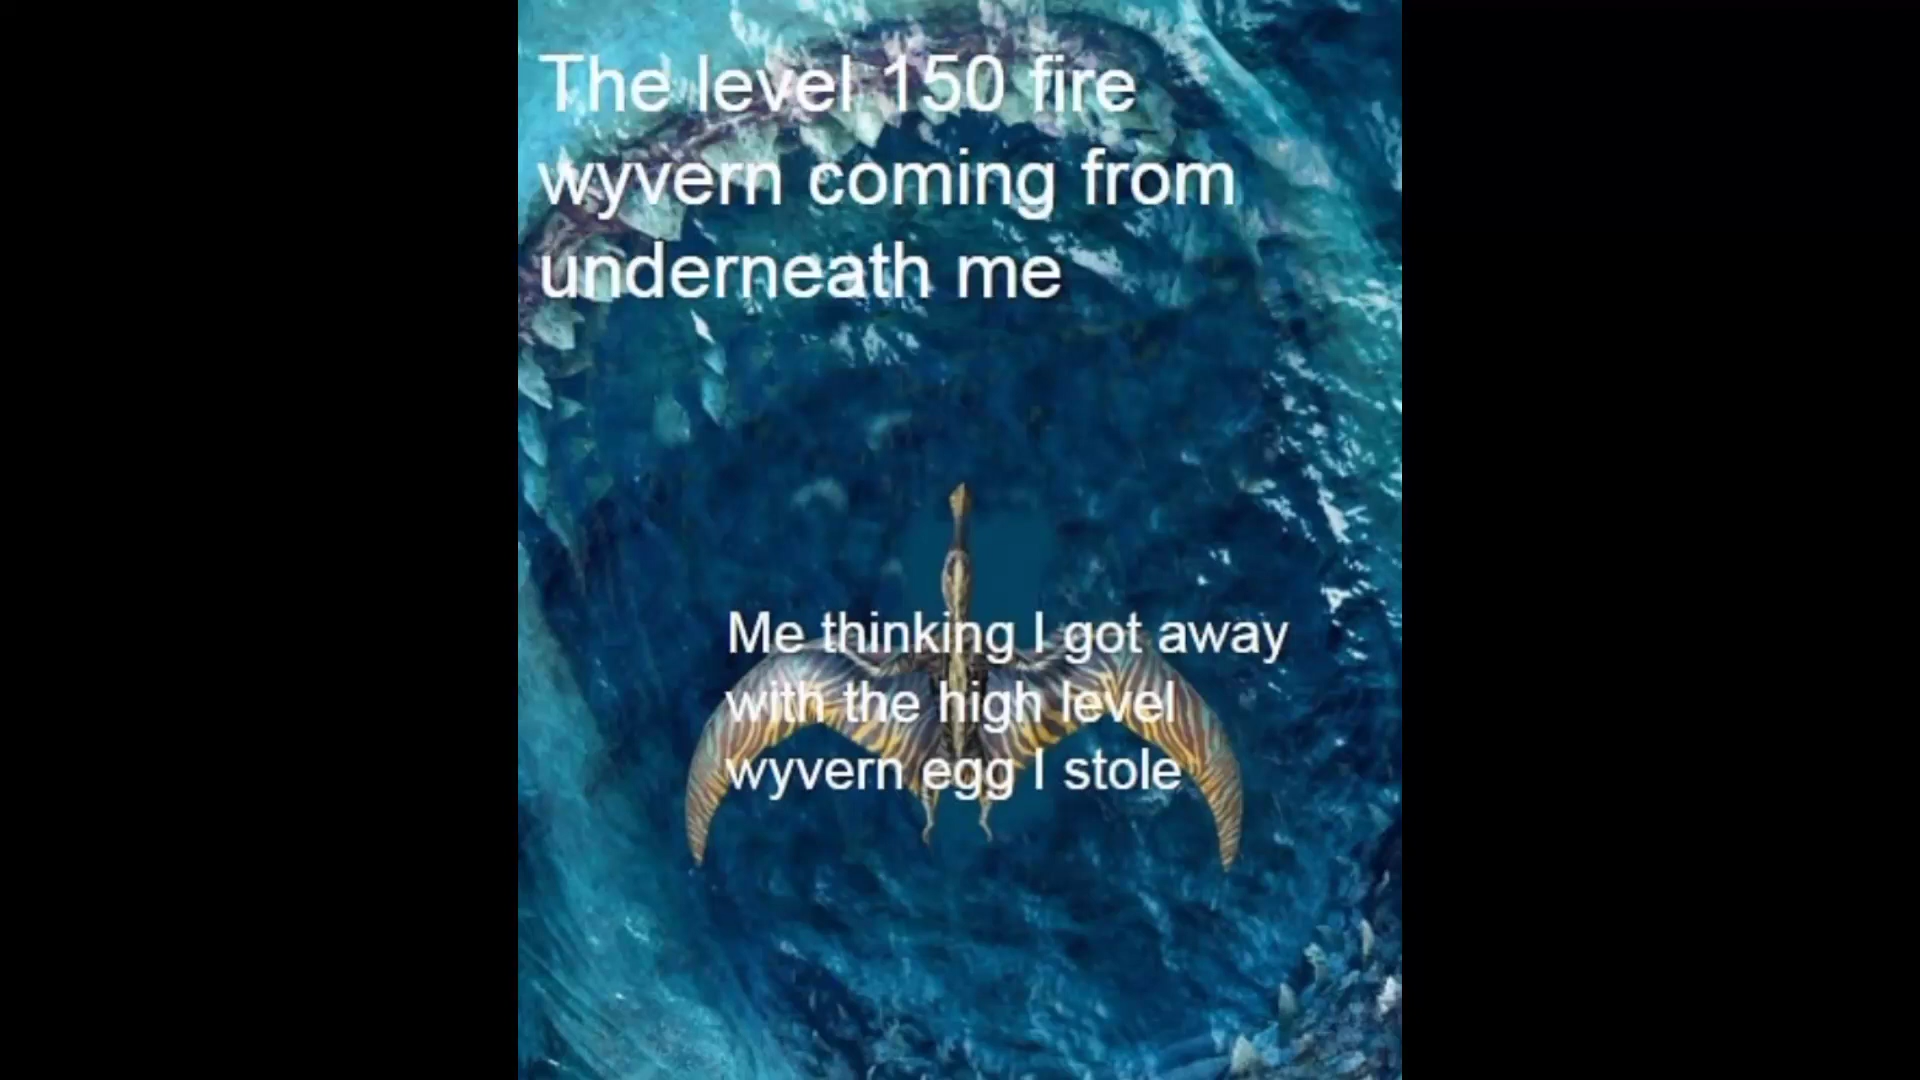 The level 150 fire
wyvern coming from
underneath me
Me thinking I got away
with the high level
wyvern egg I stole